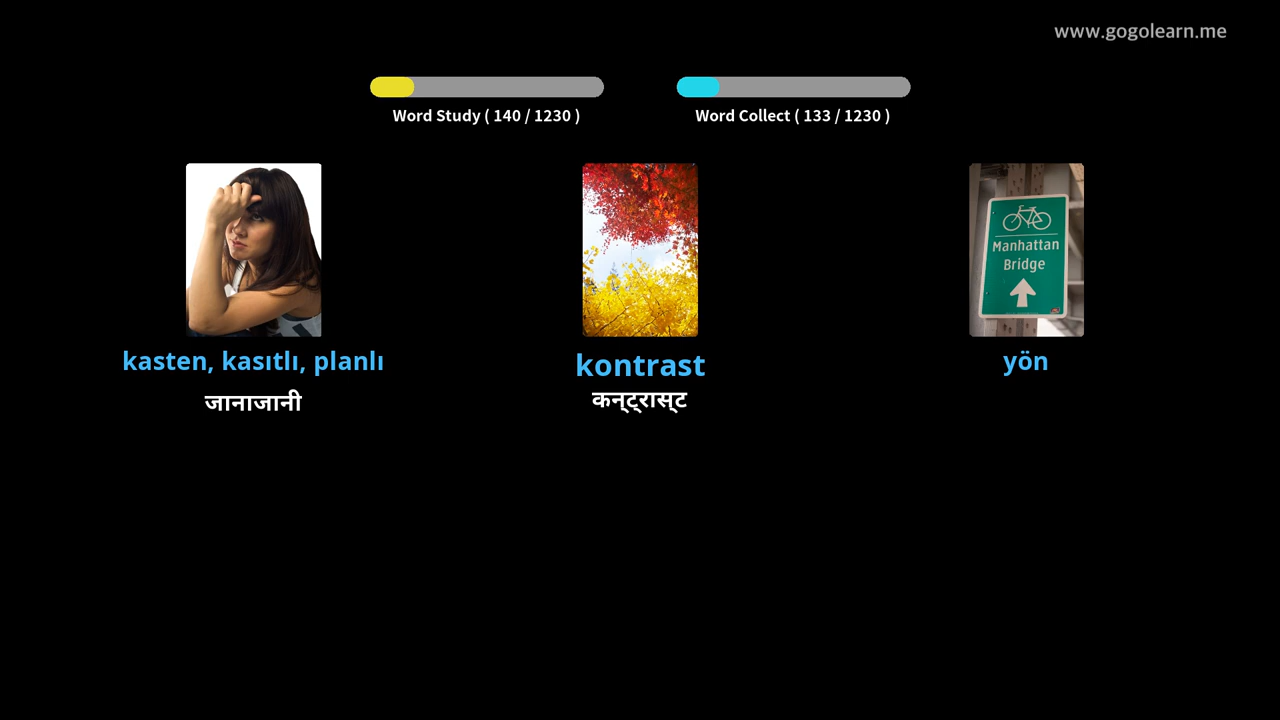 www.gogolearn.me
Word Study ( 140 / 1230 )
Word Collect ( 133 / 1230 )
Manhattan
Bridge
kasten, kasıtlı, planlı
kontrast
yön
जानाजानी
कन्ट्रास्ट